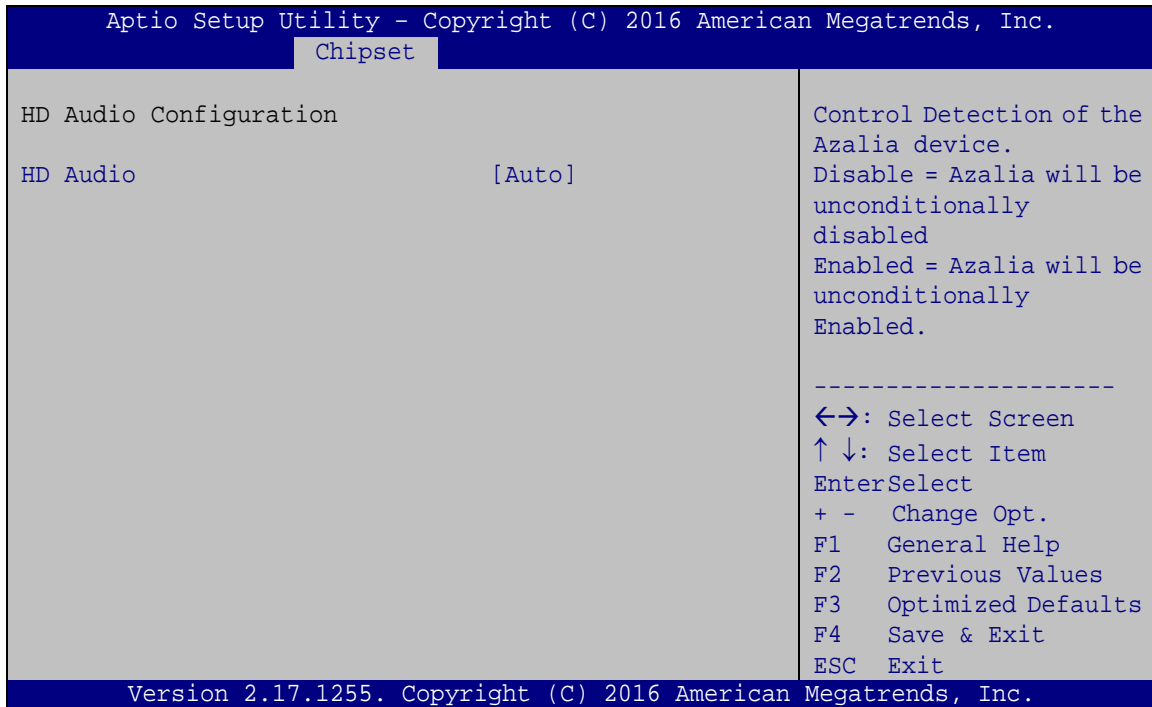 Aptio Setup Utility – Copyright (C) 2016 American Megatrends, Inc.
Chipset
HD Audio Configuration
HD Audio [Auto]
Control Detection of the
Azalia device.
Disable = Azalia will be
unconditionally
disabled
Enabled = Azalia will be
unconditionally
Enabled.
---------------------
←→: Select Screen
↑ ↓: Select Item
EnterSelect
+ - Change Opt.
F1 General Help
F2 Previous Values
F3 Optimized Defaults
F4 Save & Exit
ESC Exit
Version 2.17.1255. Copyright (C) 2016 American Megatrends, Inc.